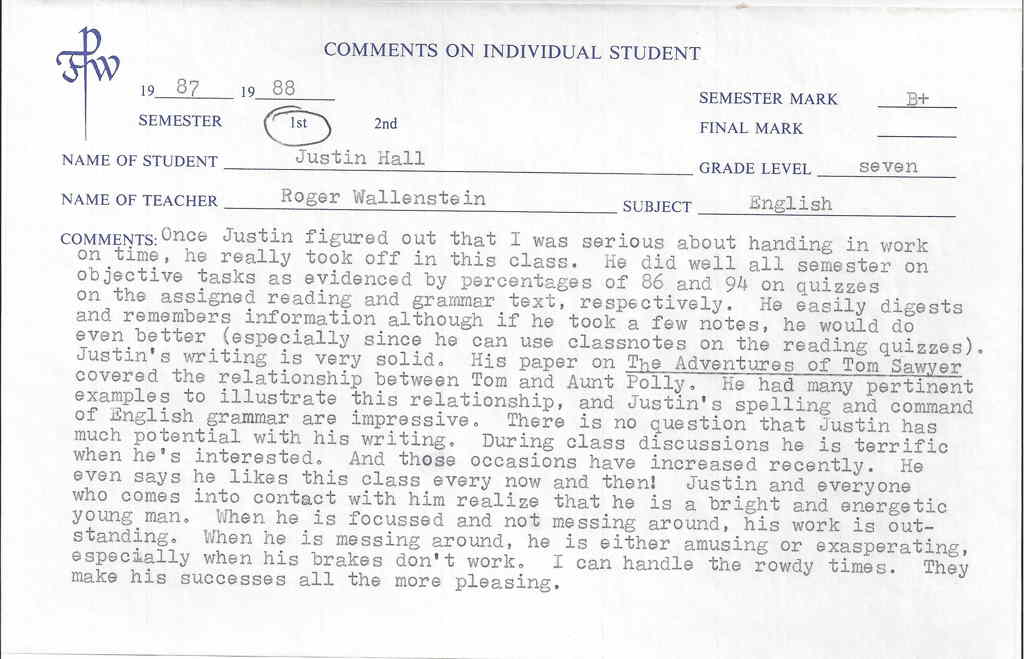 FPW
COMMENTS ON INDIVIDUAL STUDENT
19 87 19 88
SEMESTER MARK B+
SEMESTER 1st 2nd
FINAL MARK
NAME OF STUDENT Justin Hall
GRADE LEVEL seven
NAME OF TEACHER Roger Wallenstein
SUBJECT English
COMMENTS: Once Justin figured out that I was serious about handing in work
on time, he really took off in this class. He did well all semester on
objective tasks as evidenced by percentages of 86 and 94 on quizzes
on the assigned reading and grammar text, respectively. He easily digests
and remembers information although if he took a few notes, he would do
even better (especially since he can use classnotes on the reading quizzes).
Justin's writing is very solid. His paper on The Adventures of Tom Sawyer
covered the relationship between Tom and Aunt Polly. He had many pertinent
examples to illustrate this relationship, and Justin's spelling and command
of English grammar are impressive. There is no question that Justin has
much potential with his writing. During class discussions he is terrific
when he's interested. And those occasions have increased recently. He
even says he likes this class every now and then! Justin and everyone
who comes into contact with him realize that he is a bright and energetic
young man. When he is focussed and not messing around, his work is out-
standing. When he is messing around, he is either amusing or exasperating,
especially when his brakes don't work. I can handle the rowdy times. They
make his successes all the more pleasing.